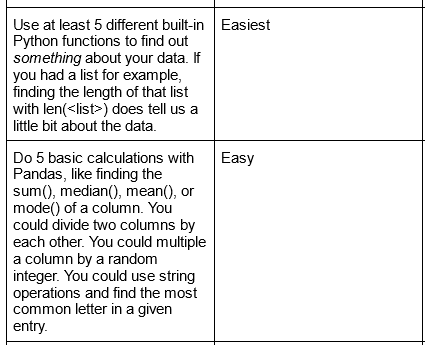 Use at least 5 different built-in
Python functions to find out
something about your data. If
you had a list for example,
finding the length of that list
with len(<list>) does tell us a
little bit about the data.
Easiest
Do 5 basic calculations with
Pandas, like finding the
sum(), median(), mean(), or
mode() of a column. You
could divide two columns by
each other. You could multiple
a column by a random
integer. You could use string
operations and find the most
common letter in a given
entry.
Easy